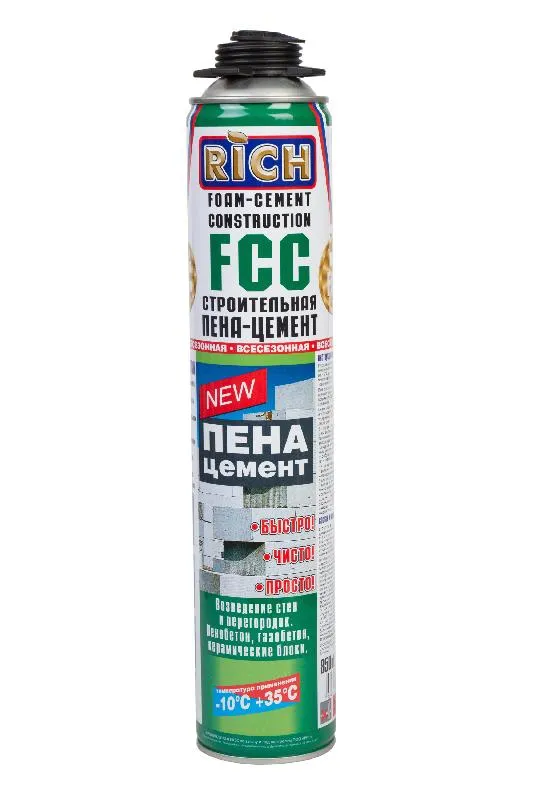 RICH
FOAM-CEMENT
CONSTRUCTION
FCC
СТРОИТЕЛЬНАЯ
ПЕНА-ЦЕМЕНТ
• ВСЕСЕЗОННАЯ •
NEW
ПЕНА
цемент
• БЫСТРО!
• ЧИСТО!
• ПРОСТО!
Возведение стен
и перегородок.
Пенобетон, газобетон,
керамические блоки.
температура применения
-10°C +35°C